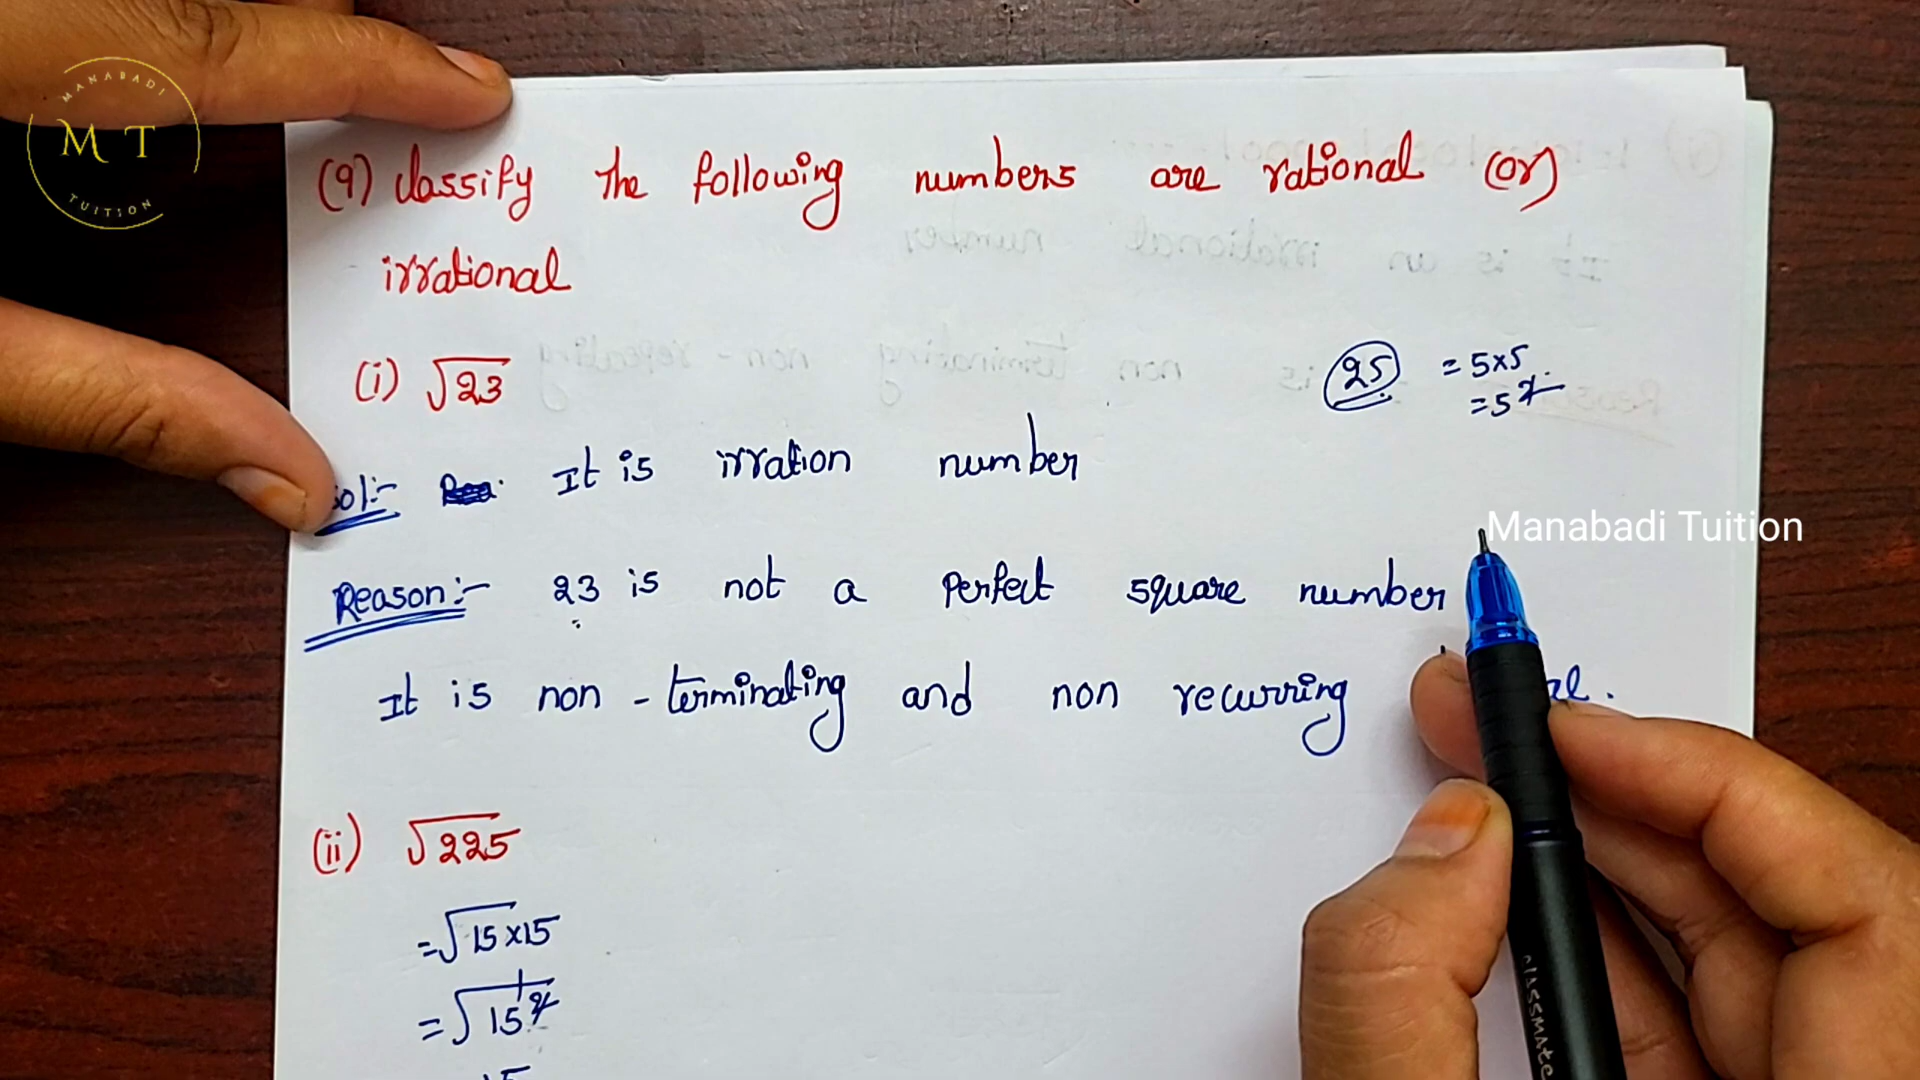 MANABADI
M T
TUITION
(9) classify the following numbers are rational (or)
irrational
(i) √23
25 = 5×5.
= 5²
Sol:- It is irration number
Manabadi Tuition
Reason:- 23 is not a perfect square number
It is non - terminating and non recurring
(ii) √225
= √15×15
= √15²
15
classmate